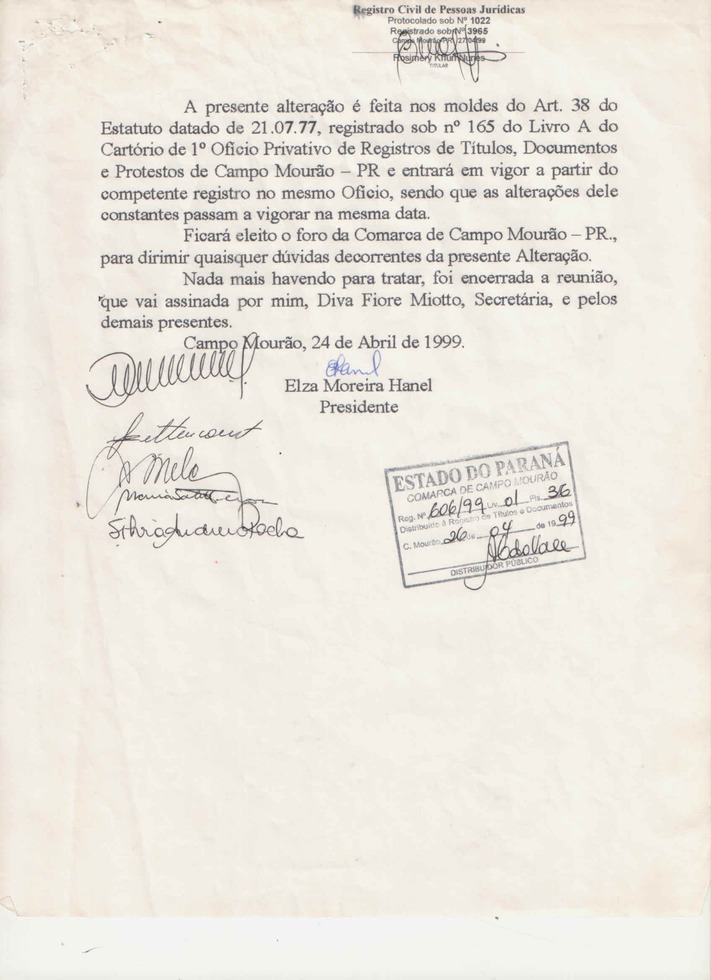 Registro Civil de Pessoas Jurídicas
Protocolado sob Nº 1022
Registrado sob Nº 3965
Campo Mourão-PR, 27/04/99
Rosimery
TITULAR
A presente alteração é feita nos moldes do Art. 38 do
Estatuto datado de 21.07.77, registrado sob nº 165 do Livro A do
Cartório de 1º Ofício Privativo de Registros de Títulos, Documentos
e Protestos de Campo Mourão – PR e entrará em vigor a partir do
competente registro no mesmo Ofício, sendo que as alterações dele
constantes passam a vigorar na mesma data.
Ficará eleito o foro da Comarca de Campo Mourão – PR.,
para dirimir quaisquer dúvidas decorrentes da presente Alteração.
Nada mais havendo para tratar, foi encerrada a reunião,
que vai assinada por mim, Diva Fiore Miotto, Secretária, e pelos
demais presentes.
Campo Mourão, 24 de Abril de 1999.
Elza Moreira Hanel
Presidente
ESTADO DO PARANÁ
COMARCA DE CAMPO MOURÃO
Reg. Nº 606/99 Liv. 01 Fls. 36
Distribuído à Registro de Títulos e Documentos
C. Mourão, 26 de 04 de 1999
DISTRIBUIDOR PÚBLICO